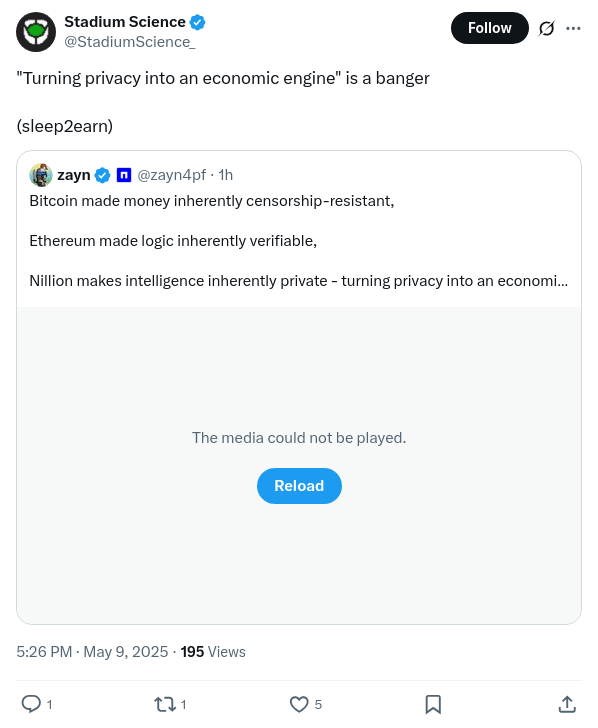 Stadium Science
@StadiumScience_
Follow
"Turning privacy into an economic engine" is a banger
(sleep2earn)
zayn @zayn4pf · 1h
Bitcoin made money inherently censorship-resistant,
Ethereum made logic inherently verifiable,
Nillion makes intelligence inherently private - turning privacy into an economi...
The media could not be played.
Reload
5:26 PM · May 9, 2025 · 195 Views
1 1 5